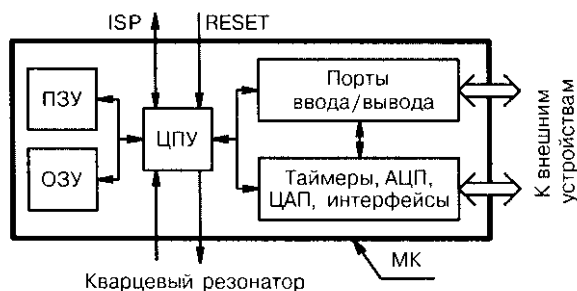 ISP
RESET
ПЗУ
ОЗУ
ЦПУ
Порты
ввода/вывода
Таймеры, АЦП,
ЦАП, интерфейсы
К внешним
устройствам
Кварцевый резонатор
МК